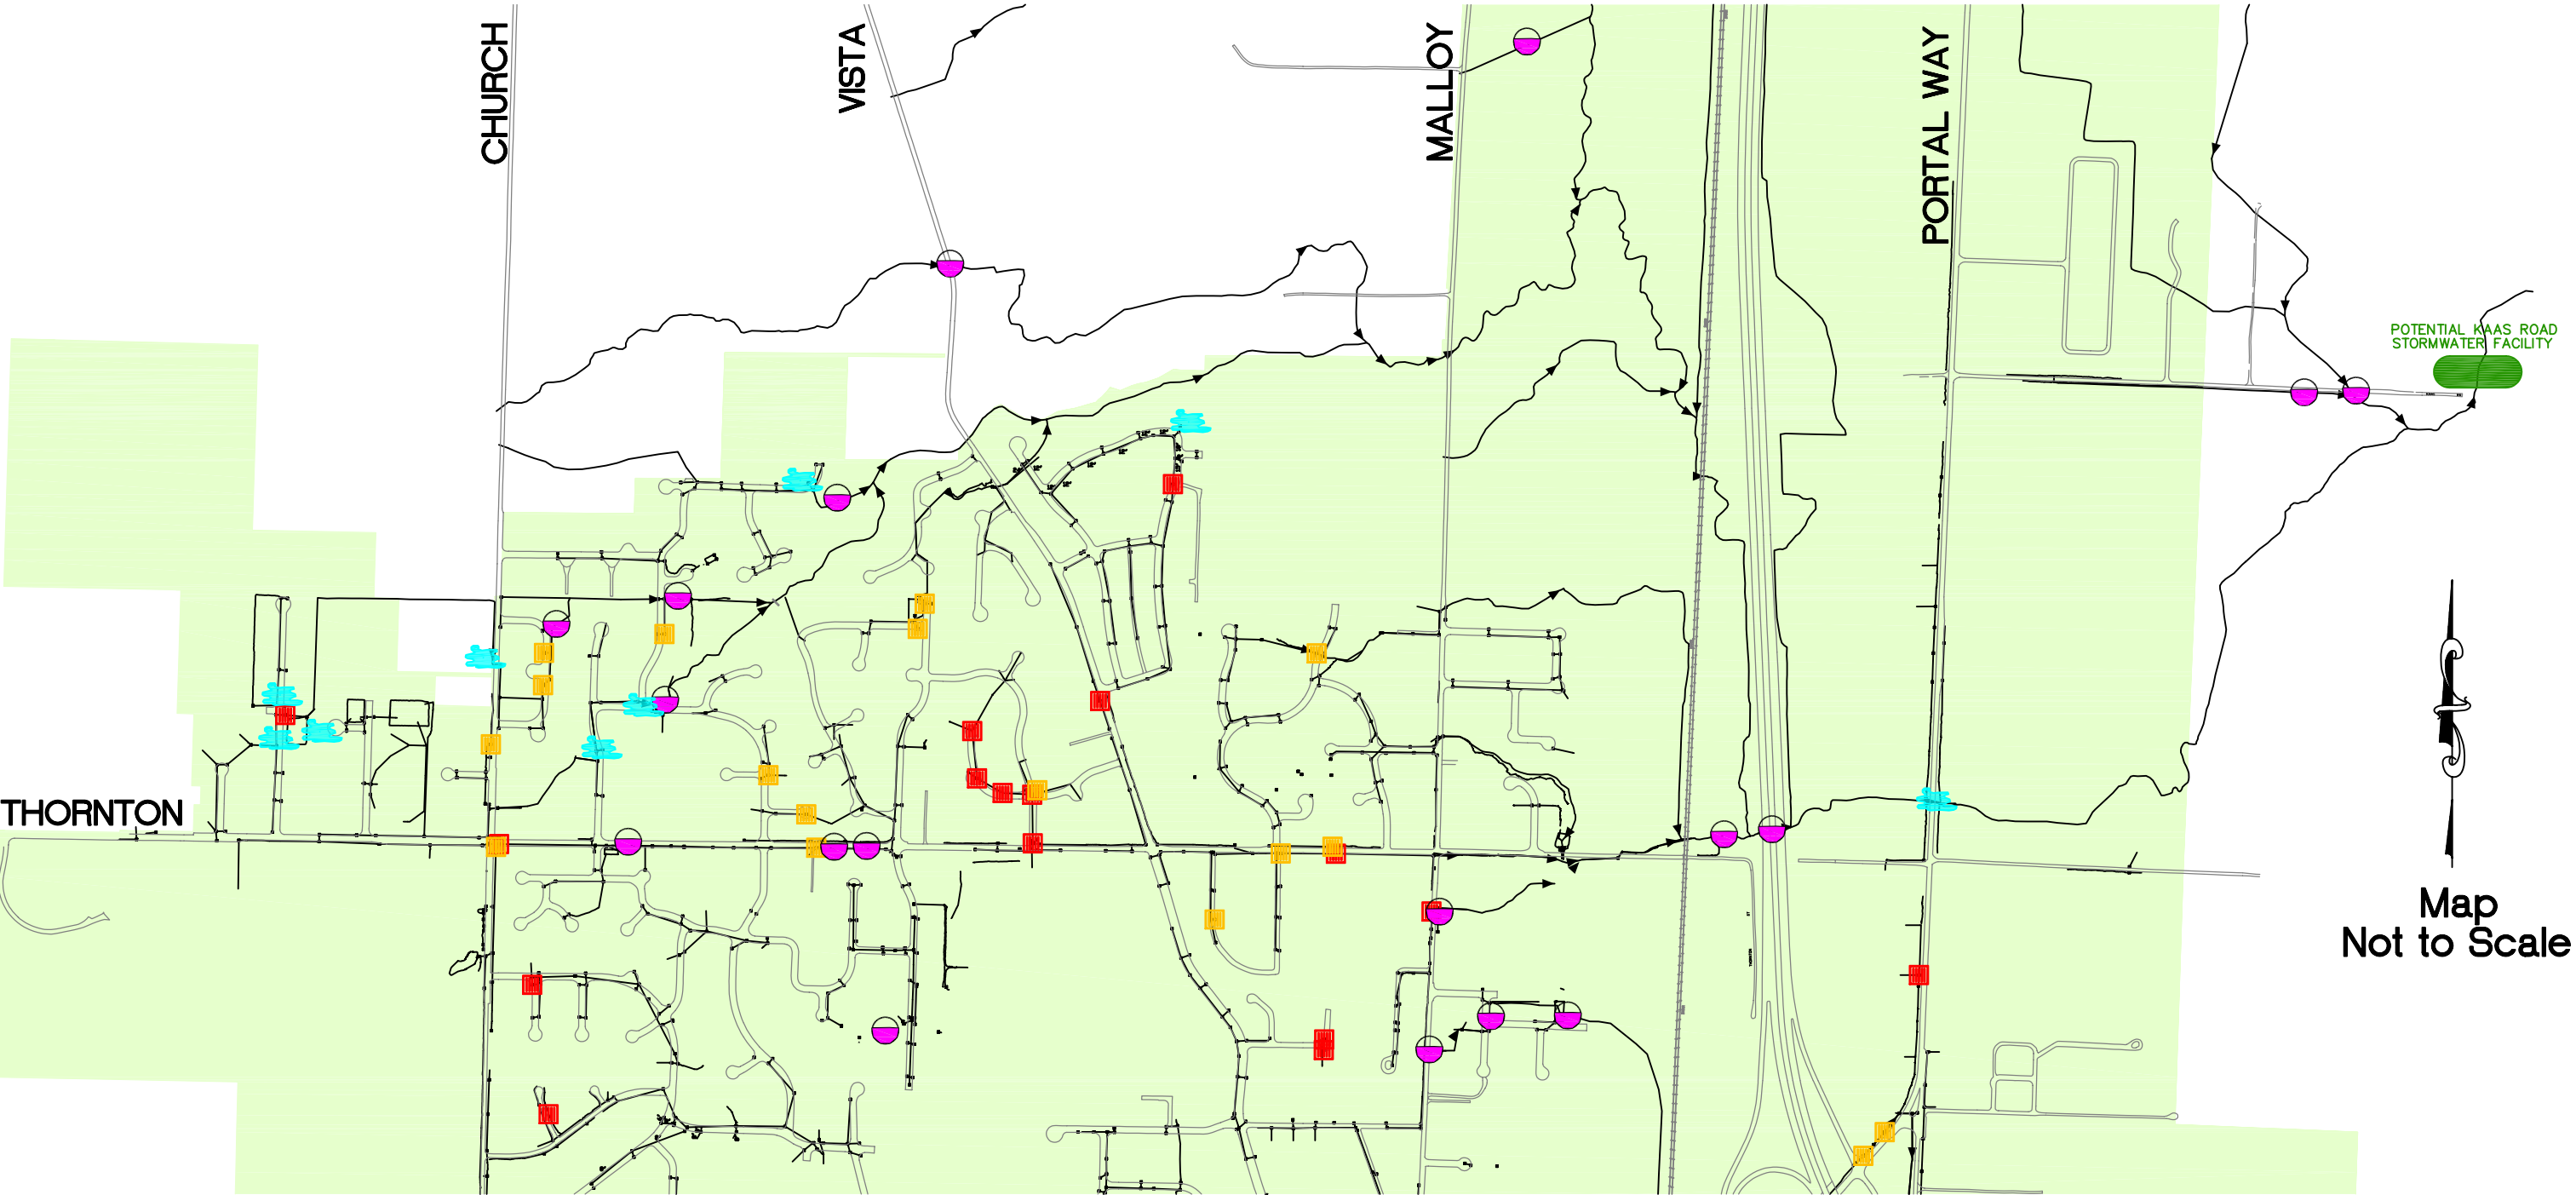 CHURCH
VISTA
MALLOY
PORTAL WAY
POTENTIAL KAAS ROAD
STORMWATER FACILITY
THORNTON
Map
Not to Scale